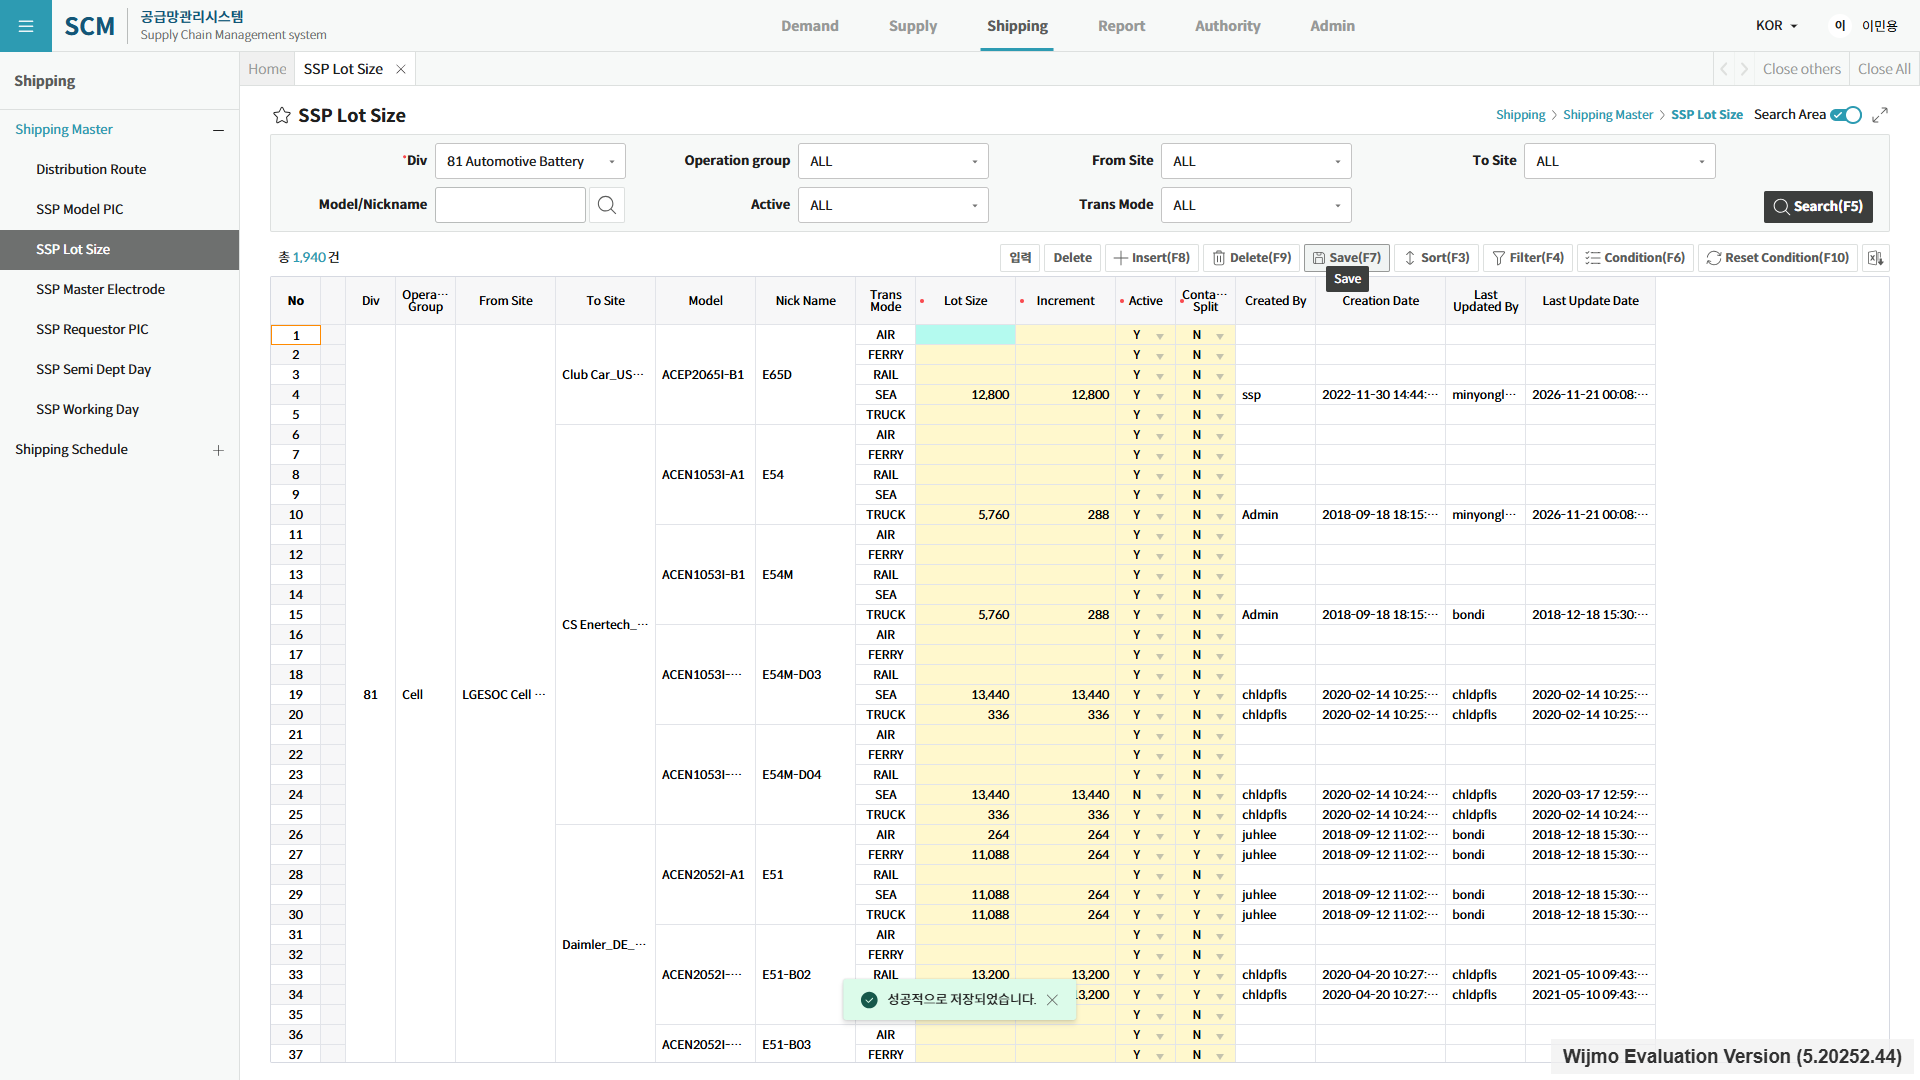 SCM
공급망관리시스템
Supply Chain Management system
Demand
Supply
Shipping
Report
Authority
Admin
KOR
이
이민용
Shipping
Home
SSP Lot Size
Close others
Close All
Shipping Master
Distribution Route
SSP Model PIC
SSP Lot Size
SSP Master Electrode
SSP Requestor PIC
SSP Semi Dept Day
SSP Working Day
Shipping Schedule
SSP Lot Size
Shipping > Shipping Master > SSP Lot Size
Search Area
*Div 81 Automotive Battery
Operation group ALL
From Site ALL
To Site ALL
Model/Nickname
Active ALL
Trans Mode ALL
Search(F5)
총 1,940 건
입력
Delete
Insert(F8)
Delete(F9)
Save(F7)
Sort(F3)
Filter(F4)
Condition(F6)
Reset Condition(F10)
Save
No Div Opera··· Group From Site To Site Model Nick Name Trans Mode Lot Size Increment Active Conta··· Split Created By Creation Date Last Updated By Last Update Date
81 Cell LGESOC Cell ···
Club Car_US··· ACEP2065I-B1 E65D
1 AIR Y N
2 FERRY Y N
3 RAIL Y N
4 SEA 12,800 12,800 Y N ssp 2022-11-30 14:44:··· minyongl··· 2026-11-21 00:08:···
5 TRUCK Y N
CS Enertech_··· ACEN1053I-A1 E54
6 AIR Y N
7 FERRY Y N
8 RAIL Y N
9 SEA Y N
10 TRUCK 5,760 288 Y N Admin 2018-09-18 18:15:··· minyongl··· 2026-11-21 00:08:···
ACEN1053I-B1 E54M
11 AIR Y N
12 FERRY Y N
13 RAIL Y N
14 SEA Y N
15 TRUCK 5,760 288 Y N Admin 2018-09-18 18:15:··· bondi 2018-12-18 15:30:···
ACEN1053I-··· E54M-D03
16 AIR Y N
17 FERRY Y N
18 RAIL Y N
19 SEA 13,440 13,440 Y Y chldpfls 2020-02-14 10:25:··· chldpfls 2020-02-14 10:25:···
20 TRUCK 336 336 Y N chldpfls 2020-02-14 10:25:··· chldpfls 2020-02-14 10:25:···
ACEN1053I-··· E54M-D04
21 AIR Y N
22 FERRY Y N
23 RAIL Y N
24 SEA 13,440 13,440 N N chldpfls 2020-02-14 10:24:··· chldpfls 2020-03-17 12:59:···
25 TRUCK 336 336 Y N chldpfls 2020-02-14 10:24:··· chldpfls 2020-02-14 10:24:···
Daimler_DE_··· ACEN2052I-A1 E51
26 AIR 264 264 Y Y juhlee 2018-09-12 11:02:··· bondi 2018-12-18 15:30:···
27 FERRY 11,088 264 Y Y juhlee 2018-09-12 11:02:··· bondi 2018-12-18 15:30:···
28 RAIL Y N
29 SEA 11,088 264 Y Y juhlee 2018-09-12 11:02:··· bondi 2018-12-18 15:30:···
30 TRUCK 11,088 264 Y Y juhlee 2018-09-12 11:02:··· bondi 2018-12-18 15:30:···
ACEN2052I-··· E51-B02
31 AIR Y N
32 FERRY Y N
33 RAIL 13,200 13,200 Y Y chldpfls 2020-04-20 10:27:··· chldpfls 2021-05-10 09:43:···
34 13,200 Y Y chldpfls 2020-04-20 10:27:··· chldpfls 2021-05-10 09:43:···
35 Y N
ACEN2052I-··· E51-B03
36 AIR Y N
37 FERRY Y N
성공적으로 저장되었습니다.
Wijmo Evaluation Version (5.20252.44)